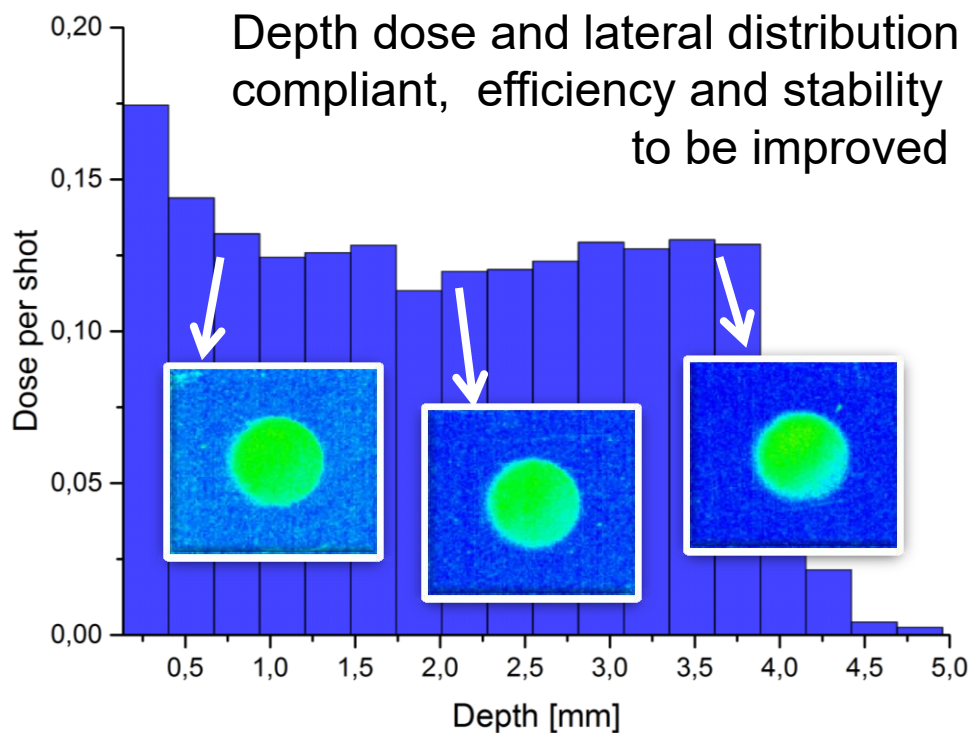 Depth dose and lateral distribution
compliant, efficiency and stability
to be improved
0,20
0,15
0,10
0,05
0,00
Dose per shot
0,5 1,0 1,5 2,0 2,5 3,0 3,5 4,0 4,5 5,0
Depth [mm]